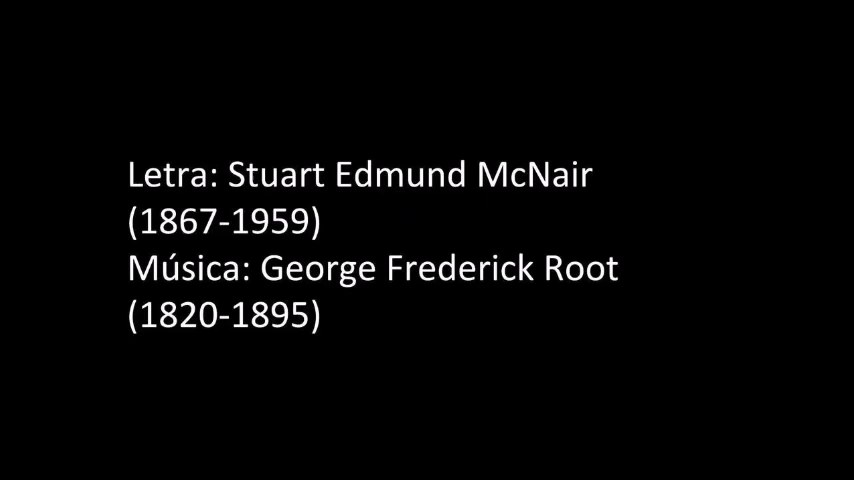 Letra: Stuart Edmund McNair
(1867-1959)
Música: George Frederick Root
(1820-1895)